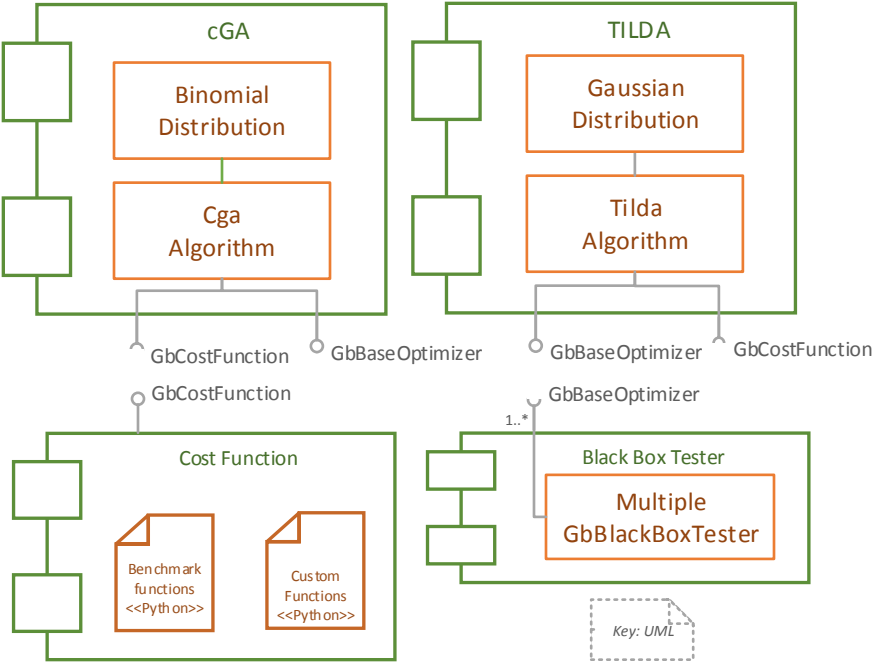 cGA
Binomial
Distribution
Cga
Algorithm
GbCostFunction
GbBaseOptimizer
TILDA
Gaussian
Distribution
Tilda
Algorithm
GbBaseOptimizer
GbCostFunction
GbCostFunction
Cost Function
Benchmark
functions
<<Python>>
Custom
Functions
<<Python>>
GbBaseOptimizer
1..*
Black Box Tester
Multiple
GbBlackBoxTester
Key: UML